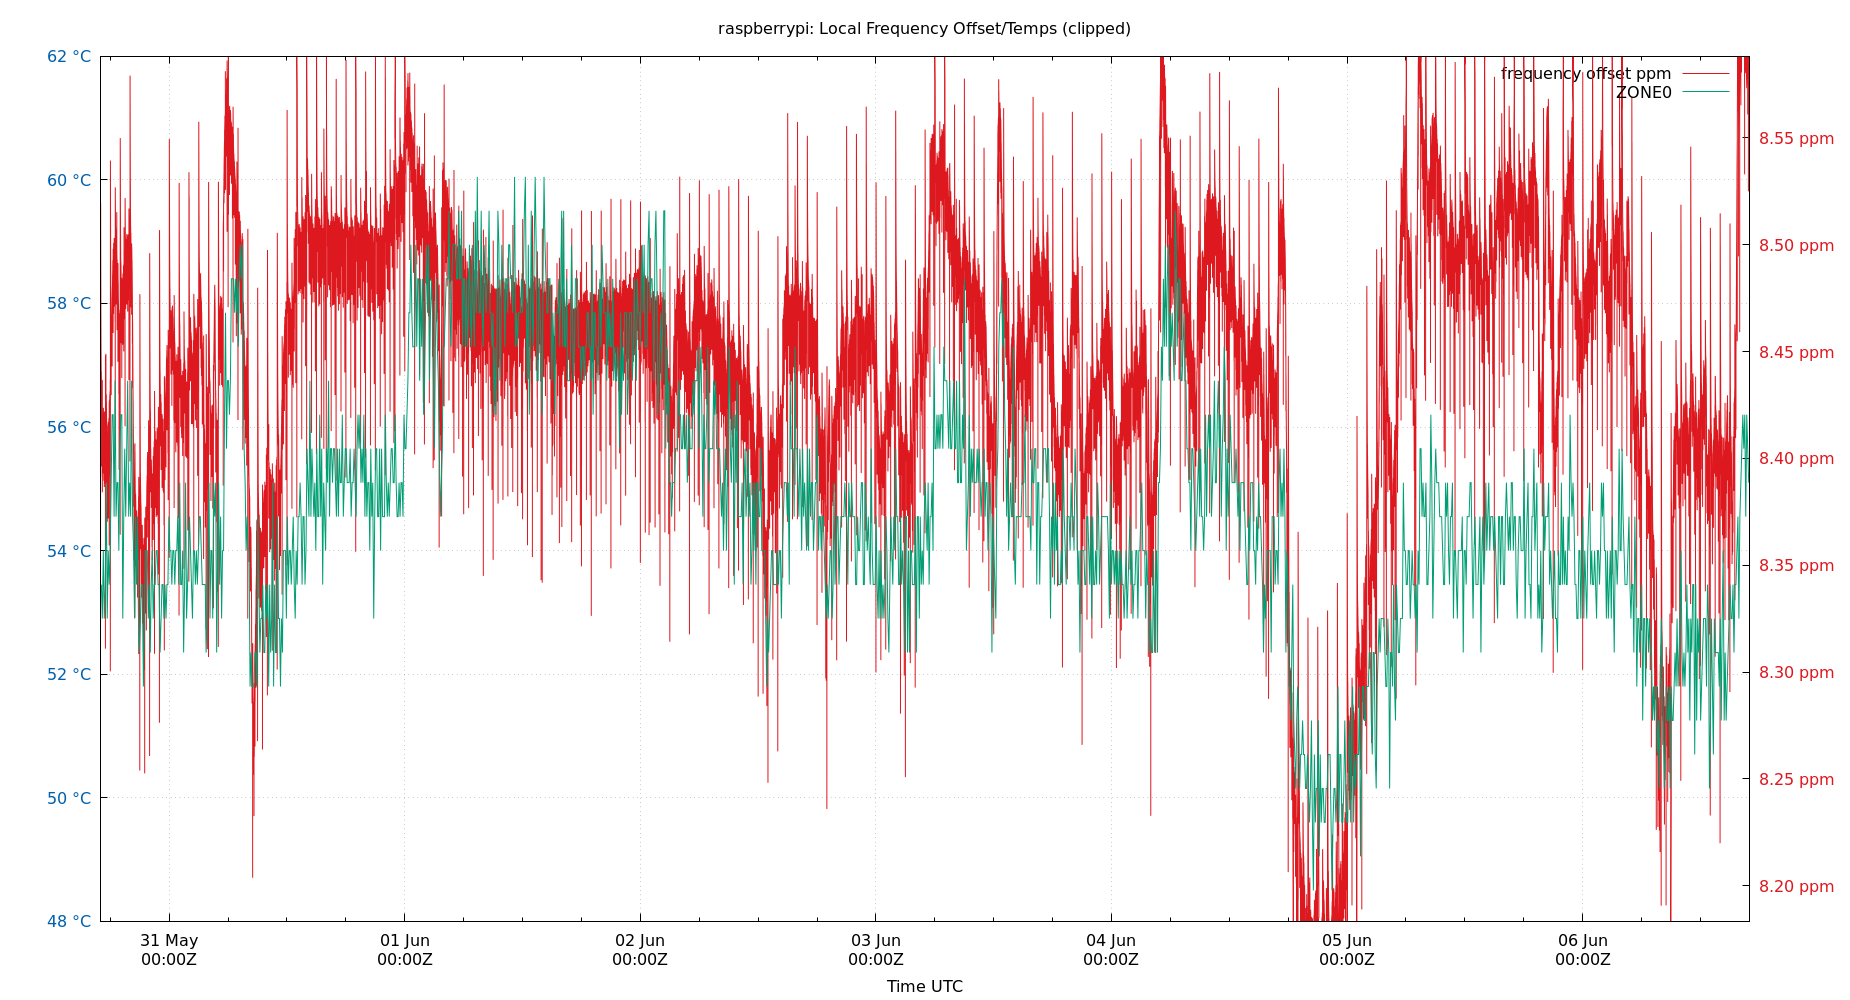 raspberrypi: Local Frequency Offset/Temps (clipped)
62 °C
60 °C
58 °C
56 °C
54 °C
52 °C
50 °C
48 °C
frequency offset ppm
ZONE0
8.55 ppm
8.50 ppm
8.45 ppm
8.40 ppm
8.35 ppm
8.30 ppm
8.25 ppm
8.20 ppm
31 May 00:00Z
01 Jun 00:00Z
02 Jun 00:00Z
03 Jun 00:00Z
04 Jun 00:00Z
05 Jun 00:00Z
06 Jun 00:00Z
Time UTC